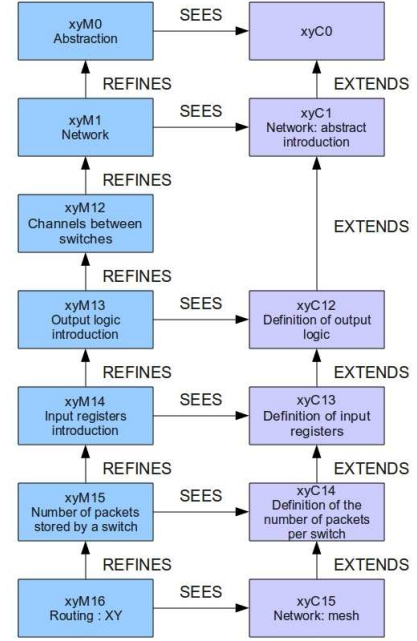 xyM0
Abstraction
SEES
xyC0
REFINES
EXTENDS
xyM1
Network
SEES
xyC1
Network: abstract
introduction
REFINES
EXTENDS
xyM12
Channels between
switches
REFINES
xyM13
Output logic
introduction
SEES
xyC12
Definition of output
logic
REFINES
EXTENDS
xyM14
Input registers
introduction
SEES
xyC13
Definition of input
registers
REFINES
EXTENDS
xyM15
Number of packets
stored by a switch
SEES
xyC14
Definition of the
number of packets
per switch
REFINES
EXTENDS
xyM16
Routing : XY
SEES
xyC15
Network: mesh